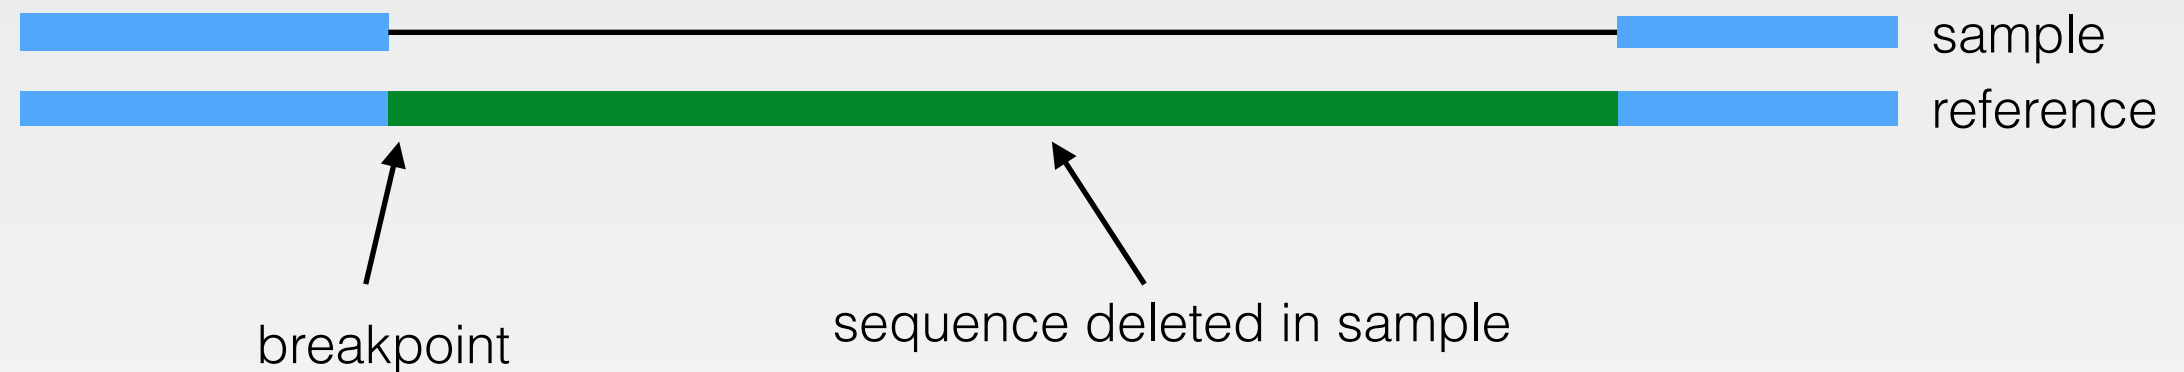 sample
reference
breakpoint
sequence deleted in sample